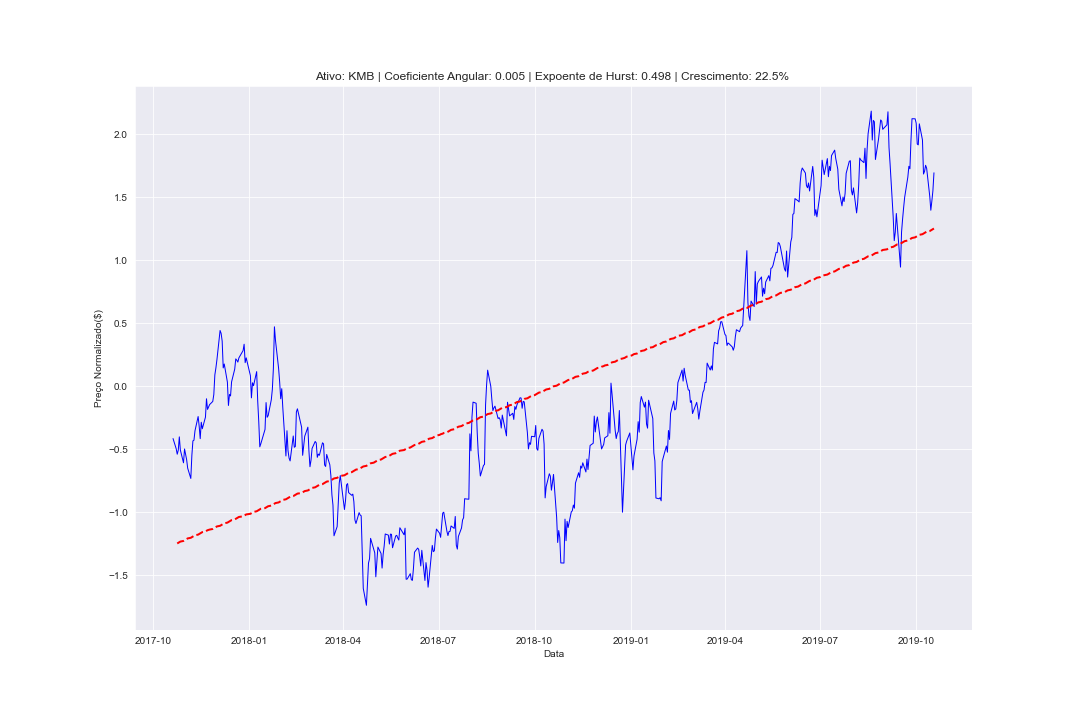 Ativo: KMB | Coeficiente Angular: 0.005 | Expoente de Hurst: 0.498 | Crescimento: 22.5%
2.0
1.5
1.0
0.5
0.0
−0.5
−1.0
−1.5
Preço Normalizado($)
2017-10 2018-01 2018-04 2018-07 2018-10 2019-01 2019-04 2019-07 2019-10
Data